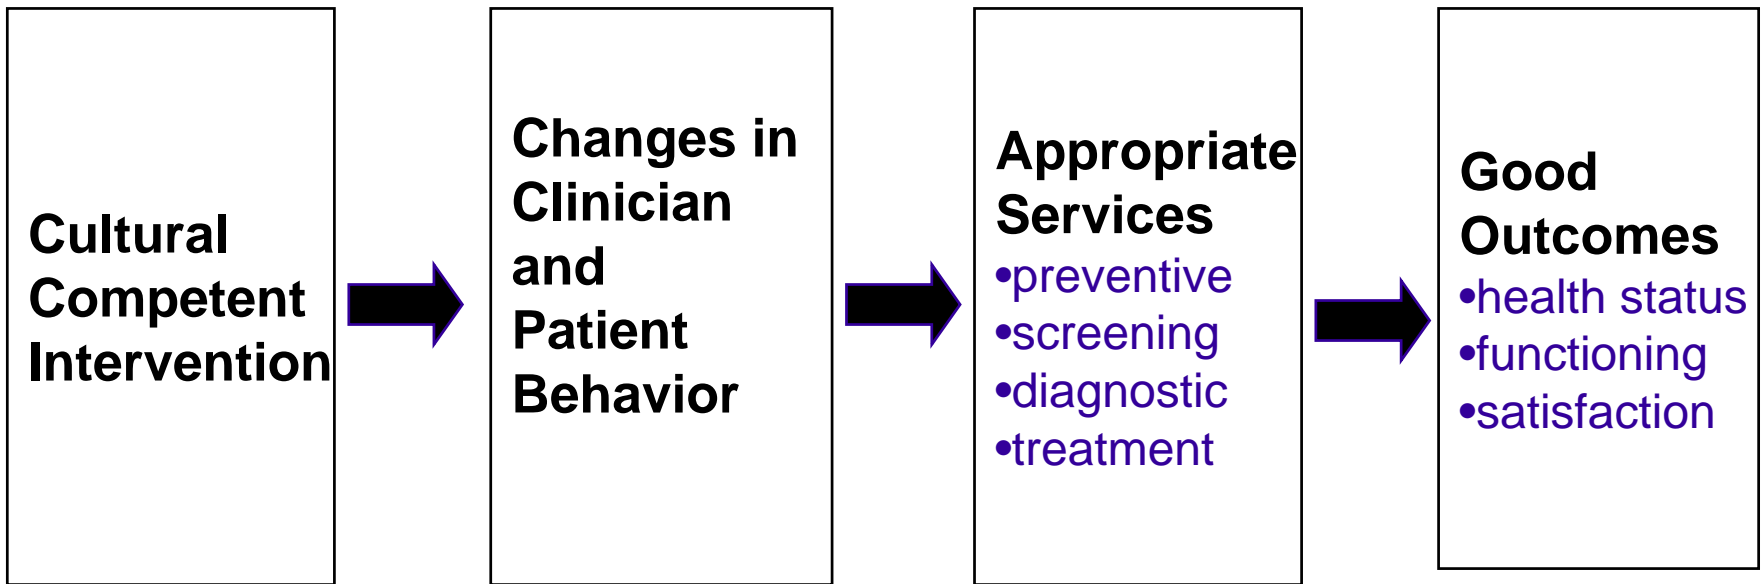 Cultural
Competent
Intervention
Changes in
Clinician
and
Patient
Behavior
Appropriate
Services
•preventive
•screening
•diagnostic
•treatment
Good
Outcomes
•health status
•functioning
•satisfaction